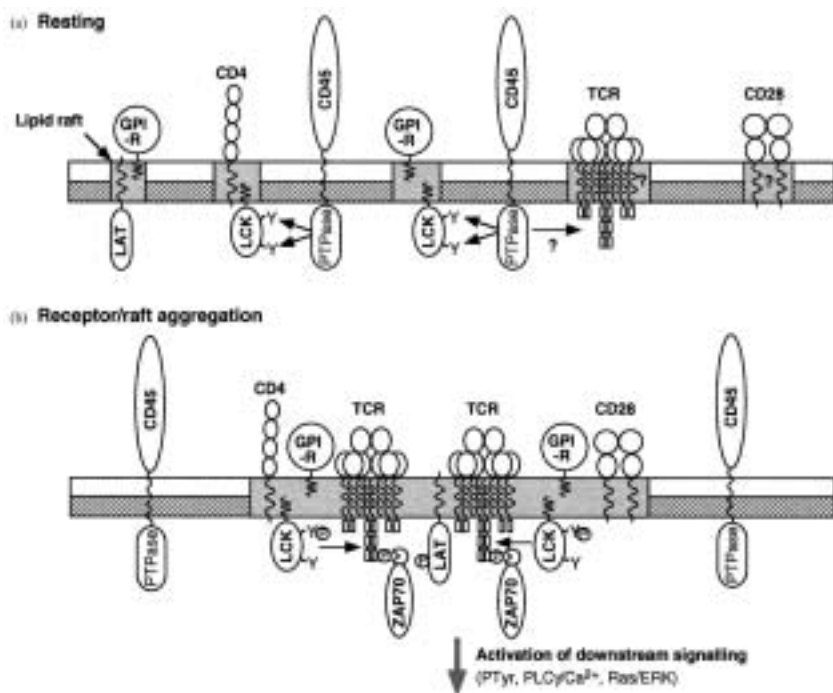 (a) Resting
CD45 CD45
CD4 TCR CD28
Lipid raft GPI GPI
-R -R
? ?
LAT LCK Y Y PTPase LCK Y Y PTPase ?
(b) Receptor/raft aggregation
CD45 CD45
CD4 TCR TCR CD28
GPI GPI
-R -R
PTPase LCK Y P Y LAT P LCK Y P Y PTPase
ZAP70 ZAP70
Activation of downstream signalling
(PTyr, PLCγ/Ca²⁺, Ras/ERK)